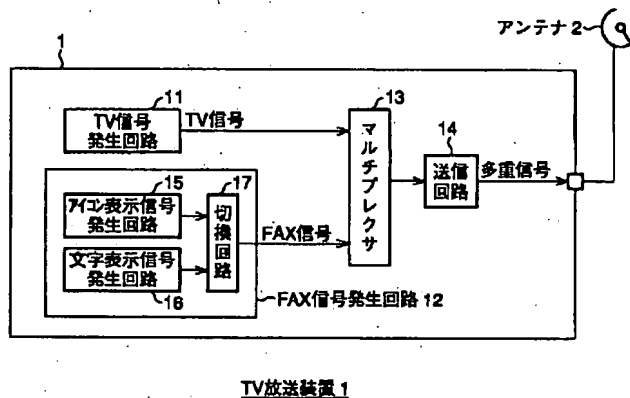 アンテナ2
1
11
TV信号
発生回路
TV信号
13
マルチプレクサ
14
送信
回路
多重信号
15
アイコン表示信号
発生回路
17
切換回路
FAX信号
文字表示信号
発生回路
16
FAX信号発生回路12
TV放送装置1